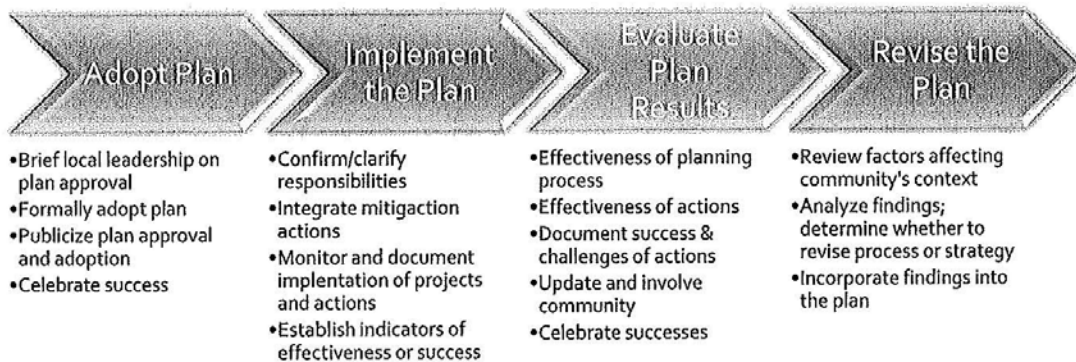 Adopt Plan
Implement
the Plan
Evaluate
Plan
Results
Revise the
Plan
•Brief local leadership on
plan approval
•Formally adopt plan
•Publicize plan approval
and adoption
•Celebrate success
•Confirm/clarify
responsibilities
•Integrate mitigaction
actions
•Monitor and document
implentation of projects
and actions
•Establish indicators of
effectiveness or success
•Effectiveness of planning
process
•Effectiveness of actions
•Document success &
challenges of actions
•Update and involve
community
•Celebrate successes
•Review factors affecting
community's context
•Analyze findings;
determine whether to
revise process or strategy
•Incorporate findings into
the plan